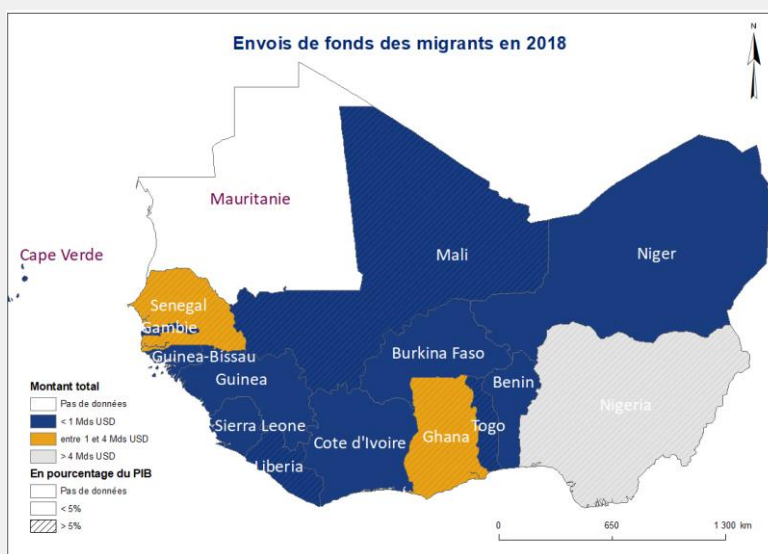 Envois de fonds des migrants en 2018
N
Mauritanie
Cape Verde
Mali
Niger
Senegal
Gambie
Guinea-Bissau
Guinea
Burkina Faso
Benin
Nigeria
Sierra Leone
Cote d'Ivoire
Ghana
Togo
Liberia
Montant total
Pas de données
< 1 Mds USD
entre 1 et 4 Mds USD
> 4 Mds USD
En pourcentage du PIB
Pas de données
< 5%
> 5%
0 650 1 300 km